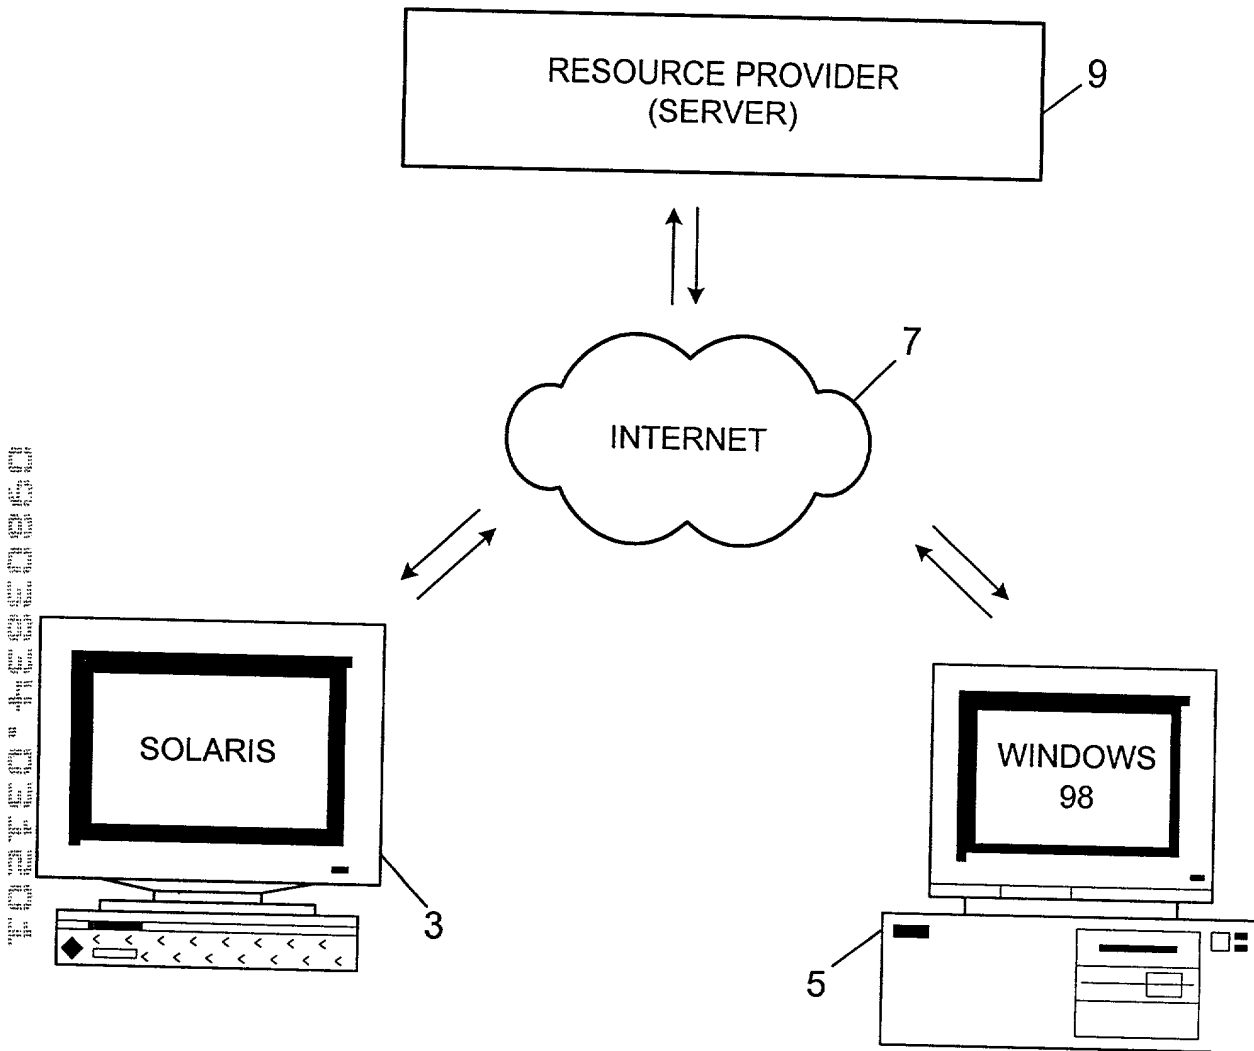 RESOURCE PROVIDER
(SERVER)
9
7
INTERNET
SOLARIS
WINDOWS
98
3
5